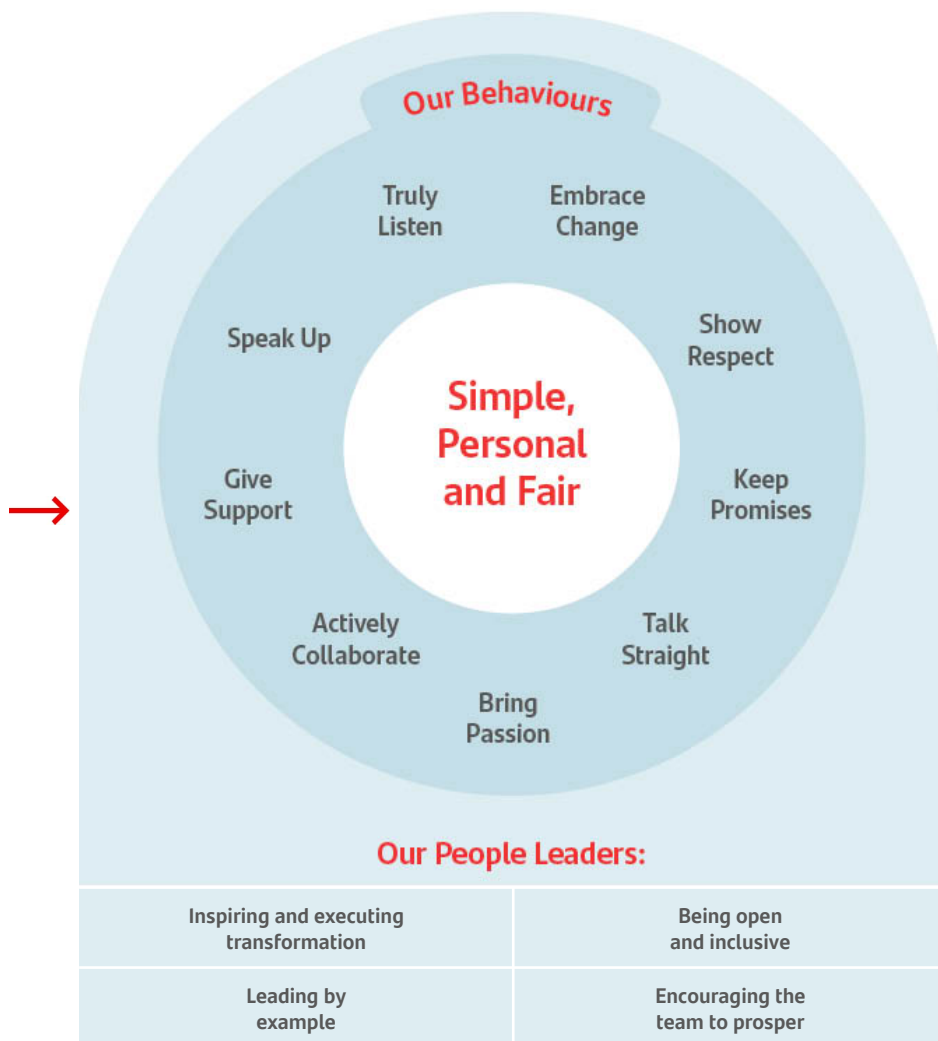 Our Behaviours
Truly
Listen
Embrace
Change
Speak Up
Show
Respect
Simple,
Personal
and Fair
Give
Support
Keep
Promises
Actively
Collaborate
Talk
Straight
Bring
Passion
Our People Leaders:
Inspiring and executing
transformation
Being open
and inclusive
Leading by
example
Encouraging the
team to prosper